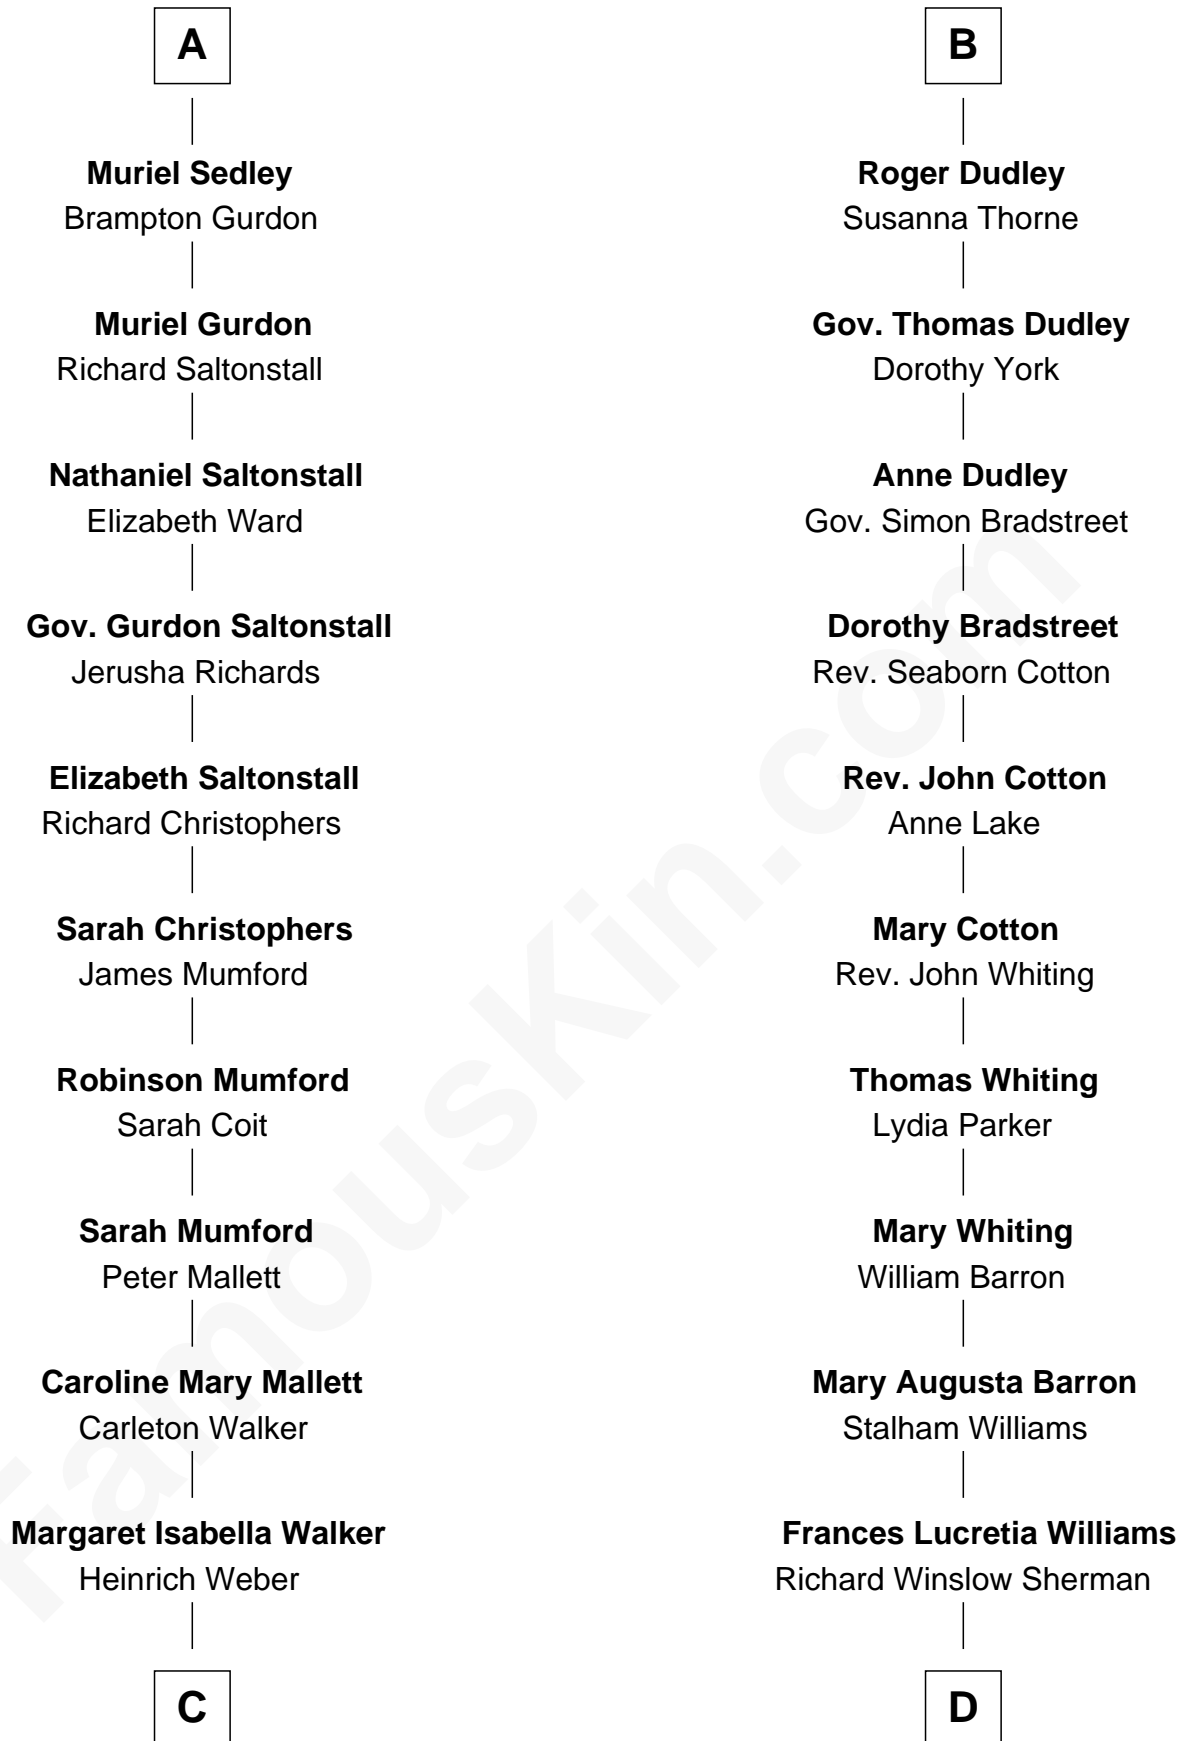 A
Muriel Sedley
Brampton Gurdon
Muriel Gurdon
Richard Saltonstall
Nathaniel Saltonstall
Elizabeth Ward
Gov. Gurdon Saltonstall
Jerusha Richards
Elizabeth Saltonstall
Richard Christophers
Sarah Christophers
James Mumford
Robinson Mumford
Sarah Coit
Sarah Mumford
Peter Mallett
Caroline Mary Mallett
Carleton Walker
Margaret Isabella Walker
Heinrich Weber
C
B
Roger Dudley
Susanna Thorne
Gov. Thomas Dudley
Dorothy York
Anne Dudley
Gov. Simon Bradstreet
Dorothy Bradstreet
Rev. Seaborn Cotton
Rev. John Cotton
Anne Lake
Mary Cotton
Rev. John Whiting
Thomas Whiting
Lydia Parker
Mary Whiting
William Barron
Mary Augusta Barron
Stalham Williams
Frances Lucretia Williams
Richard Winslow Sherman
D
FamousKin.com